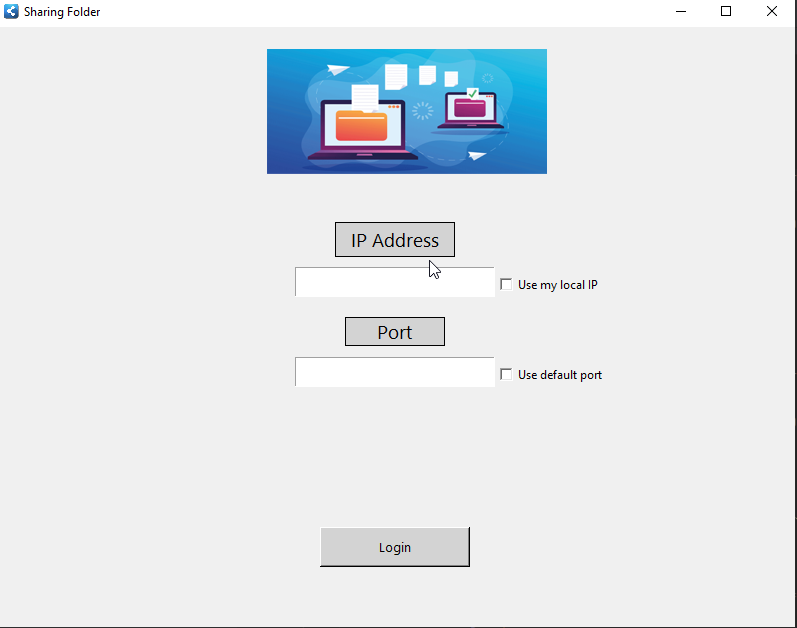 Sharing Folder
IP Address
Use my local IP
Port
Use default port
Login